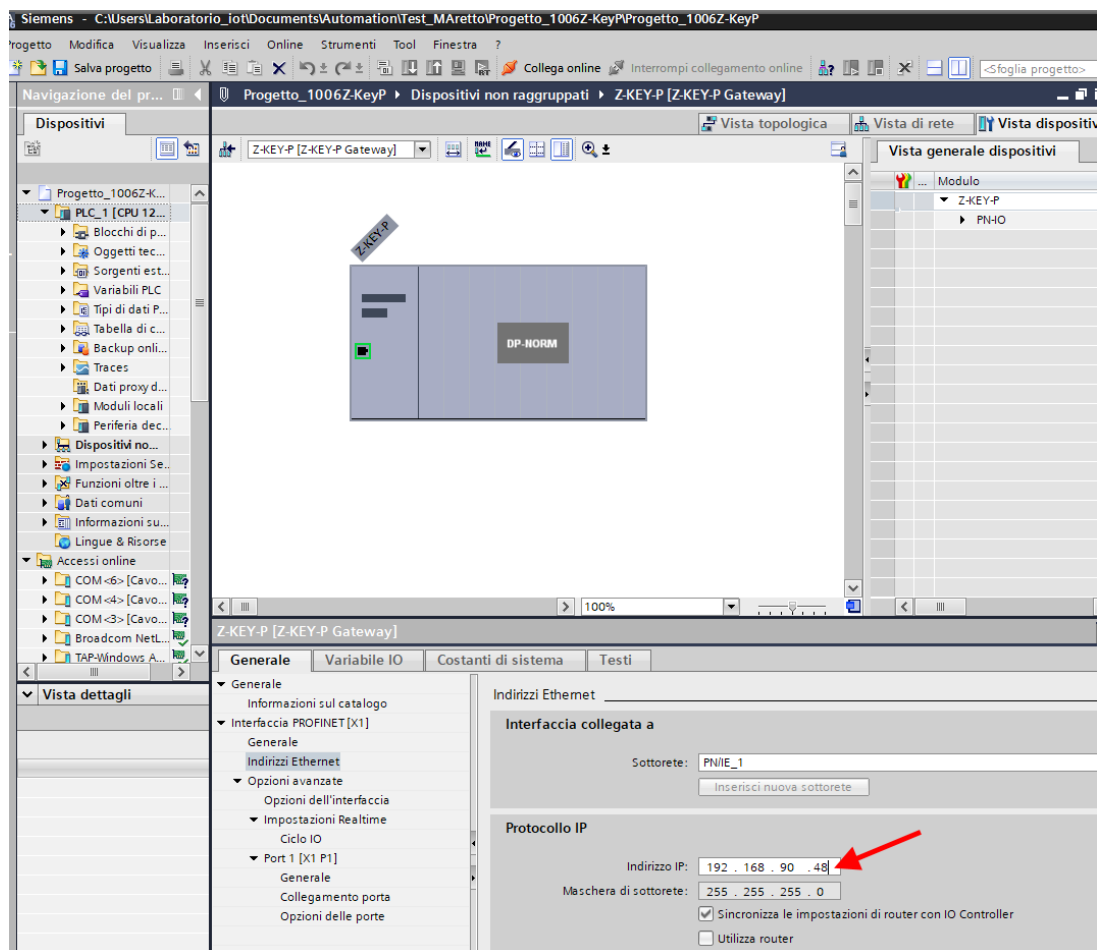 Siemens - C:\Users\Laboratorio_iot\Documents\Automation\Test_MAretto\Progetto_1006Z-KeyP\Progetto_1006Z-KeyP
Progetto Modifica Visualizza Inserisci Online Strumenti Tool Finestra ?
Salva progetto Collega online Interrompi collegamento online <Sfoglia progetto>
Navigazione del pr... Progetto_1006Z-KeyP Dispositivi non raggruppati Z-KEY-P [Z-KEY-P Gateway]
Dispositivi
Vista topologica Vista di rete Vista dispositiv
Z-KEY-P [Z-KEY-P Gateway]
Vista generale dispositivi
... Modulo
Z-KEY-P
PN-IO
Progetto_1006Z-K...
PLC_1 [CPU 12...
Blocchi di p...
Oggetti tec...
Sorgenti est...
Variabili PLC
Tipi di dati P...
Tabella di c...
Backup onli...
Traces
Dati proxy d...
Moduli locali
Periferia dec...
Dispositivi no...
Impostazioni Se..
Funzioni oltre i ...
Dati comuni
Informazioni su...
Lingue & Risorse
Accessi online
COM <6> [Cavo...
COM <4> [Cavo...
COM <3> [Cavo...
Broadcom NetL...
TAP-Windows A...
Z-KEY-P
DP-NORM
100%
Vista dettagli
Z-KEY-P [Z-KEY-P Gateway]
Generale Variabile IO Costanti di sistema Testi
Generale
Informazioni sul catalogo
Interfaccia PROFINET [X1]
Generale
Indirizzi Ethernet
Opzioni avanzate
Opzioni dell'interfaccia
Impostazioni Realtime
Ciclo IO
Port 1 [X1 P1]
Generale
Collegamento porta
Opzioni delle porte
Indirizzi Ethernet
Interfaccia collegata a
Sottorete: PN/IE_1
Inserisci nuova sottorete
Protocollo IP
Indirizzo IP: 192 . 168 . 90 . 48
Maschera di sottorete: 255 . 255 . 255 . 0
Sincronizza le impostazioni di router con IO Controller
Utilizza router